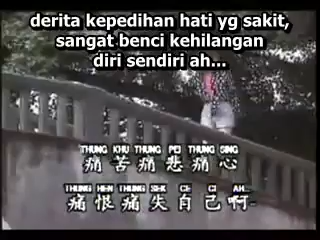 derita kepedihan hati yg sakit,
sangat benci kehilangan
diri sendiri ah...
THUNG KHU THUNG PEI THUNG SING
痛苦痛悲痛心
THUNG HEN THUNG SEK CE CI AH...
痛恨痛失自己啊